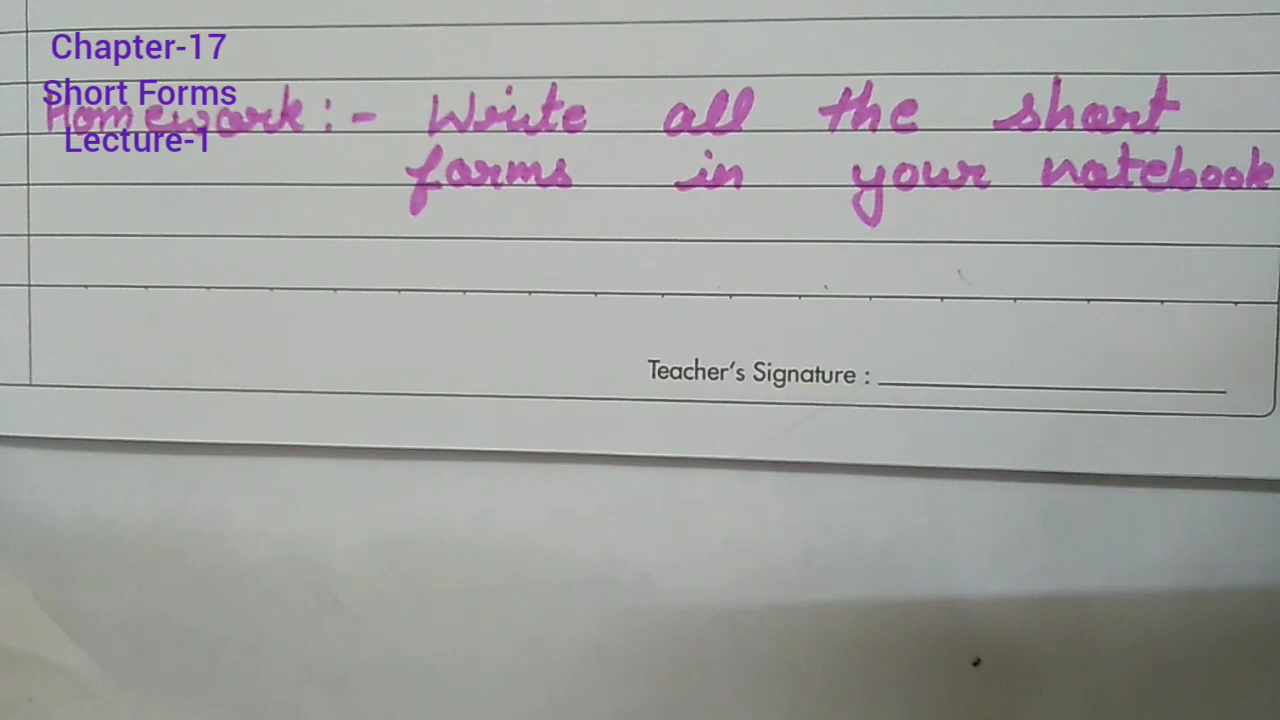 Chapter-17
Short Forms
Lecture-1
Homework :- Write all the short
forms in your notebook
Teacher's Signature :